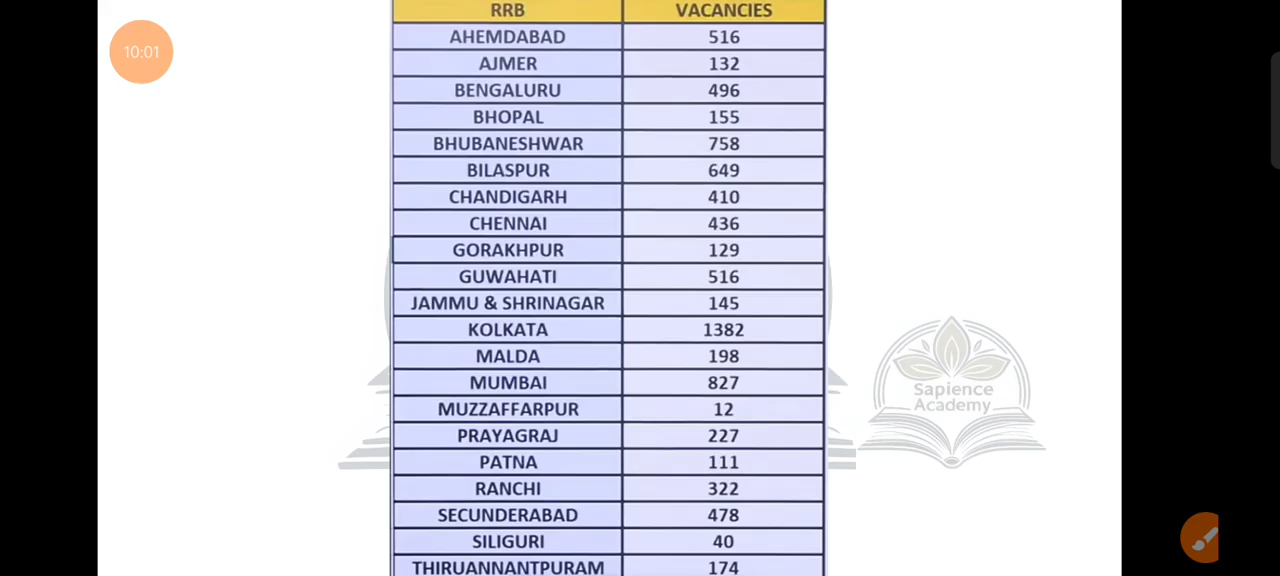 10:01
RRB VACANCIES
AHEMDABAD 516
AJMER 132
BENGALURU 496
BHOPAL 155
BHUBANESHWAR 758
BILASPUR 649
CHANDIGARH 410
CHENNAI 436
GORAKHPUR 129
GUWAHATI 516
JAMMU & SHRINAGAR 145
KOLKATA 1382
MALDA 198
MUMBAI 827
MUZZAFFARPUR 12
PRAYAGRAJ 227
PATNA 111
RANCHI 322
SECUNDERABAD 478
SILIGURI 40
THIRUANNANTPURAM 174
Sapience
Academy